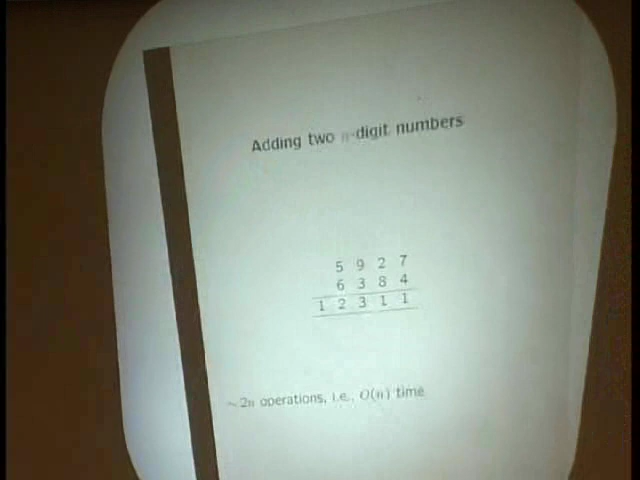 Adding two n-digit numbers
5 9 2 7
6 3 8 4
1 2 3 1 1
~ 2n operations, i.e., O(n) time